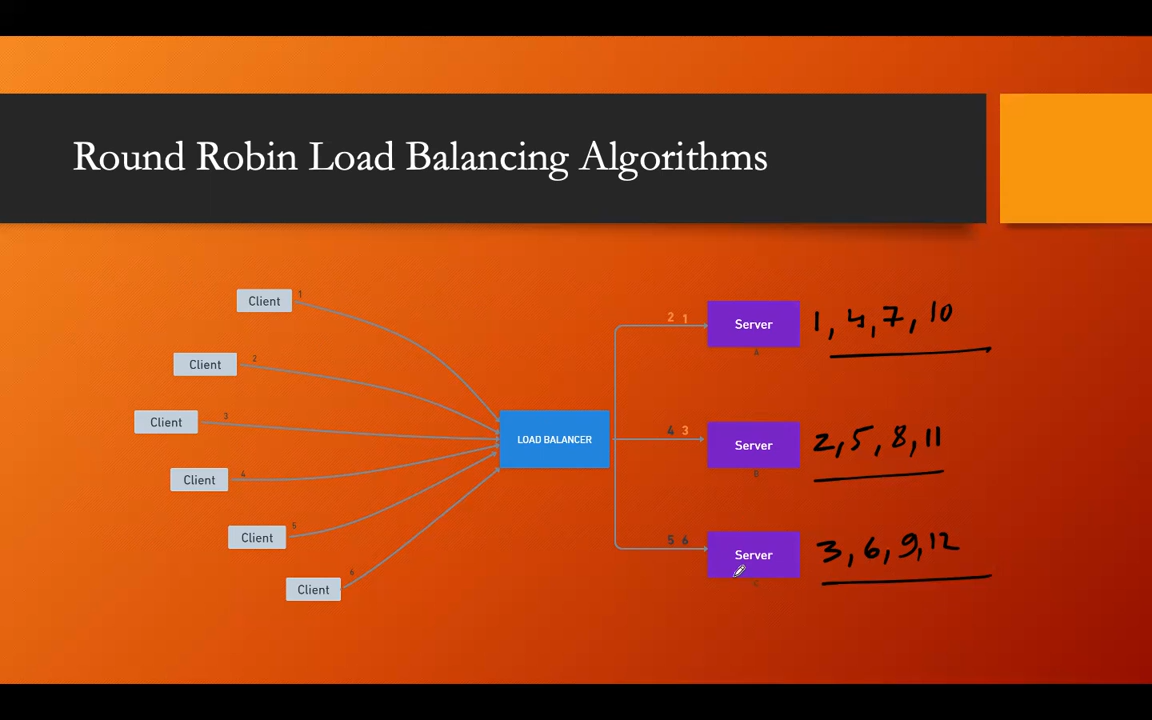 Round Robin Load Balancing Algorithms
Client 1
Client 2
Client 3
Client 4
Client 5
Client 6
LOAD BALANCER
2 1 Server 1, 4, 7, 10
A
4 3 Server 2, 5, 8, 11
B
5 6 Server 3, 6, 9, 12
C